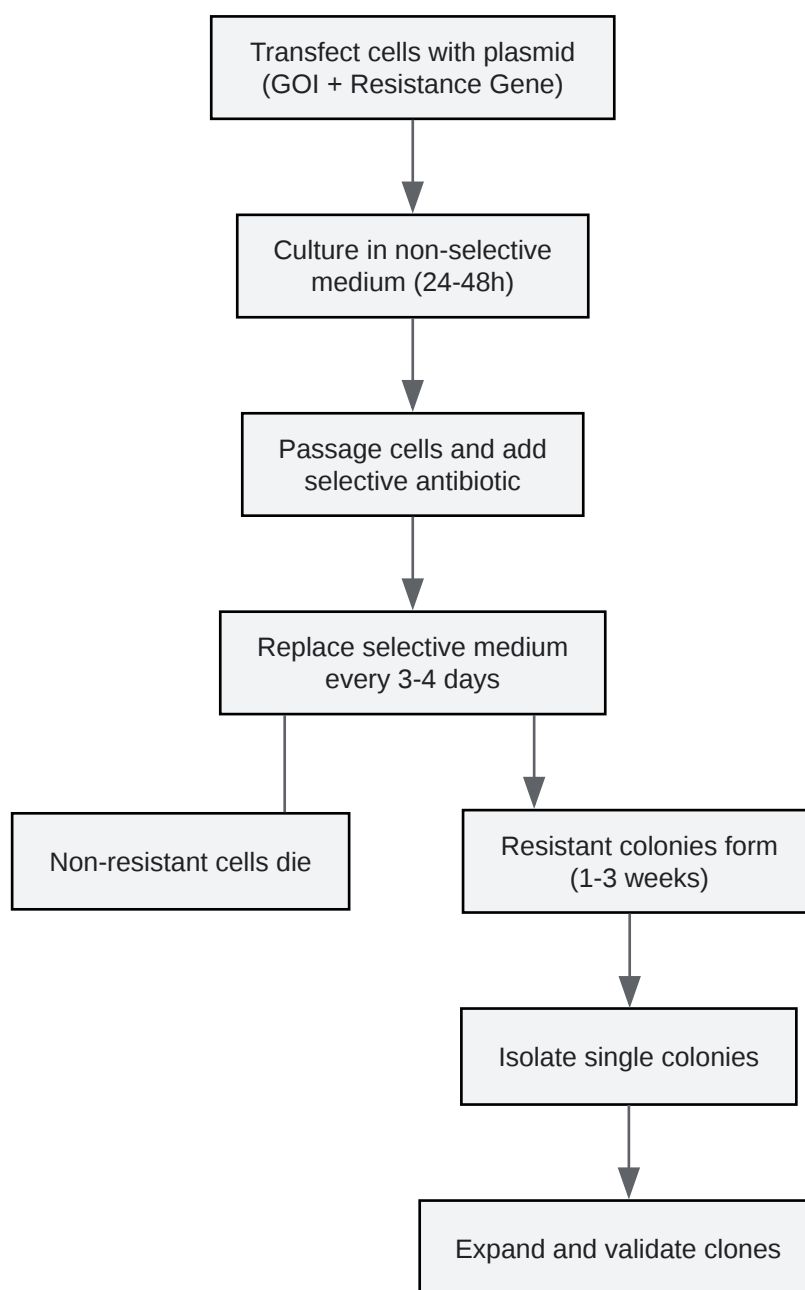 Transfect cells with plasmid
(GOI + Resistance Gene)
Culture in non-selective
medium (24-48h)
Passage cells and add
selective antibiotic
Replace selective medium
every 3-4 days
Non-resistant cells die
Resistant colonies form
(1-3 weeks)
Isolate single colonies
Expand and validate clones